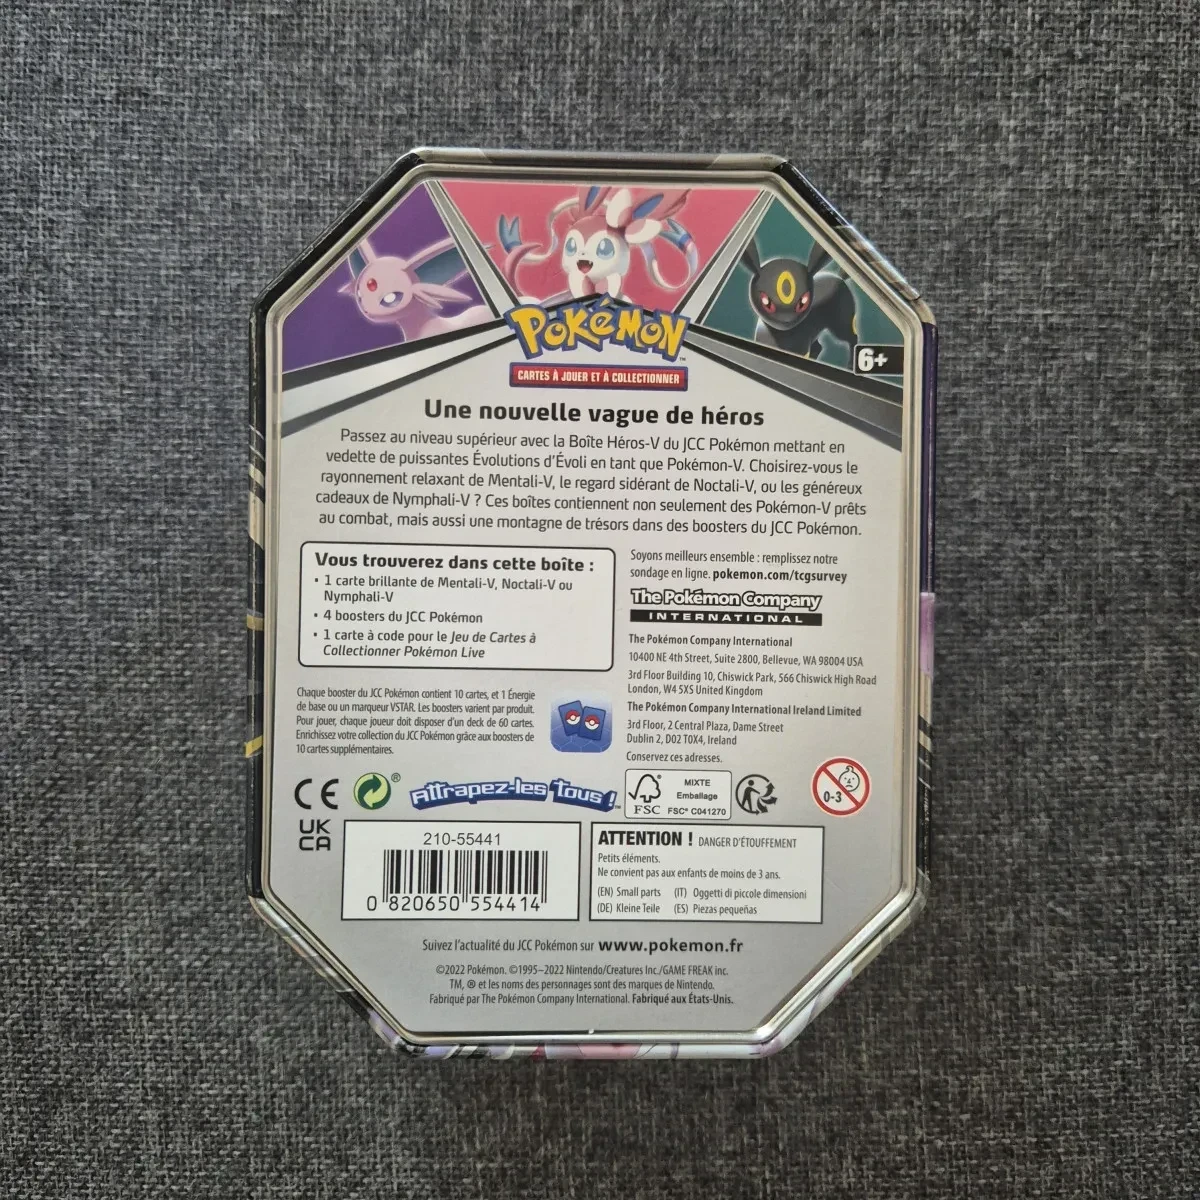 POKéMON™
CARTES À JOUER ET À COLLECTIONNER
6+
Une nouvelle vague de héros
Passez au niveau supérieur avec la Boîte Héros-V du JCC Pokémon mettant en
vedette de puissantes Évolutions d'Évoli en tant que Pokémon-V. Choisirez-vous le
rayonnement relaxant de Mentali-V, le regard sidérant de Noctali-V, ou les généreux
cadeaux de Nymphali-V ? Ces boîtes contiennent non seulement des Pokémon-V prêts
au combat, mais aussi une montagne de trésors dans des boosters du JCC Pokémon.
Vous trouverez dans cette boîte :
• 1 carte brillante de Mentali-V, Noctali-V ou
Nymphali-V
• 4 boosters du JCC Pokémon
• 1 carte à code pour le Jeu de Cartes à
Collectionner Pokémon Live
Chaque booster du JCC Pokémon contient 10 cartes, et 1 Énergie
de base ou un marqueur VSTAR. Les boosters varient par produit.
Pour jouer, chaque joueur doit disposer d'un deck de 60 cartes.
Enrichissez votre collection du JCC Pokémon grâce aux boosters de
10 cartes supplémentaires.
Soyons meilleurs ensemble : remplissez notre
sondage en ligne. pokemon.com/tcgsurvey
The Pokémon Company
INTERNATIONAL
The Pokémon Company International
10400 NE 4th Street, Suite 2800, Bellevue, WA 98004 USA
3rd Floor Building 10, Chiswick Park, 566 Chiswick High Road
London, W4 5XS United Kingdom
The Pokémon Company International Ireland Limited
3rd Floor, 2 Central Plaza, Dame Street
Dublin 2, D02 T0X4, Ireland
Conservez ces adresses.
CE
®
Attrapez-les Tous !™
FSC
MIXTE
Emballage
FSC® C041270
0-3
UK
CA
210-55441
0 820650 554414
ATTENTION ! DANGER D'ÉTOUFFEMENT
Petits éléments.
Ne convient pas aux enfants de moins de 3 ans.
(EN) Small parts (IT) Oggetti di piccole dimensioni
(DE) Kleine Teile (ES) Piezas pequeñas
Suivez l'actualité du JCC Pokémon sur www.pokemon.fr
©2022 Pokémon. ©1995–2022 Nintendo/Creatures Inc./GAME FREAK inc.
TM, ® et les noms des personnages sont des marques de Nintendo.
Fabriqué par The Pokémon Company International. Fabriqué aux États-Unis.